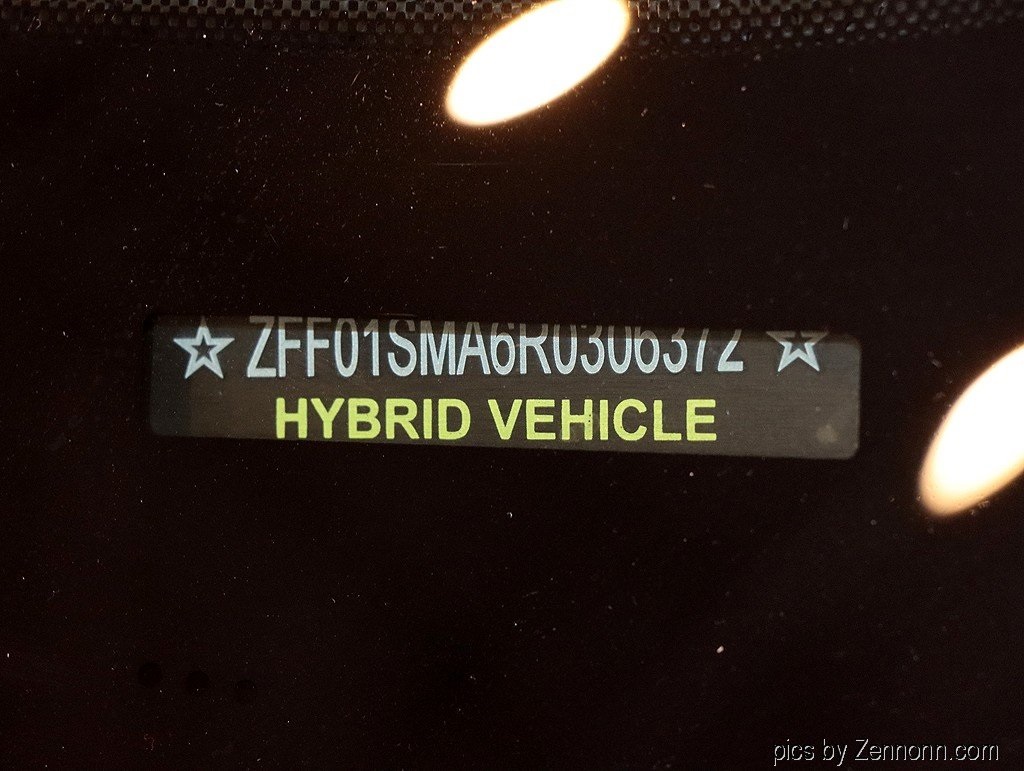 ZFF01SMA6R0306372
HYBRID VEHICLE
pics by Zennonn.com